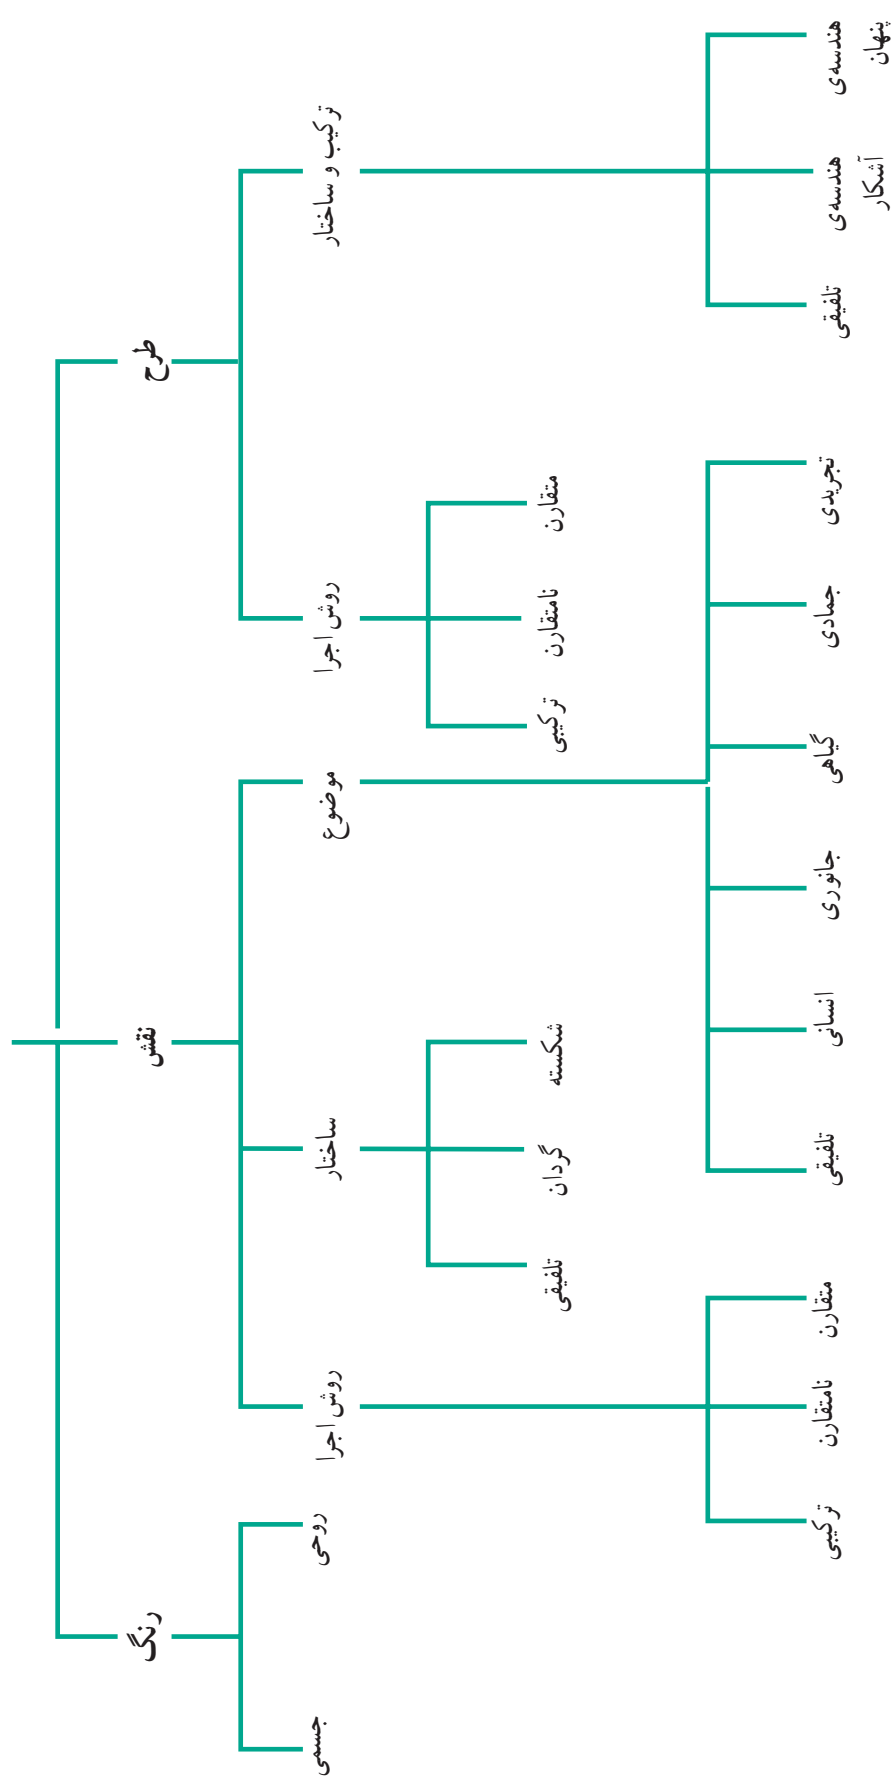 طرح
نقش
رنگ
ترکیب و ساختار
روش اجرا
موضوع
ساختار
روش اجرا
روحی
جسمی
متقارن
نامتقارن
ترکیبی
شکسته
گردان
تلفیقی
هندسه‌ی
پنهان
هندسه‌ی
آشکار
تلفیقی
تجریدی
جمادی
گیاهی
جانوری
انسانی
تلفیقی
متقارن
نامتقارن
ترکیبی